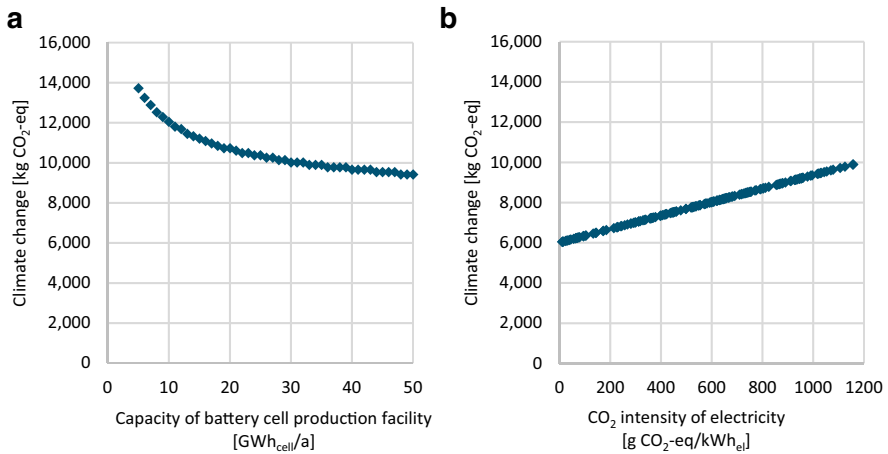 a
Climate change [kg CO₂-eq]
16,000
14,000
12,000
10,000
8,000
6,000
4,000
2,000
0
0 10 20 30 40 50
Capacity of battery cell production facility
[GWh_cell/a]
b
Climate change [kg CO₂-eq]
16,000
14,000
12,000
10,000
8,000
6,000
4,000
2,000
0
0 200 400 600 800 1000 1200
CO₂ intensity of electricity
[g CO₂-eq/kWh_el]